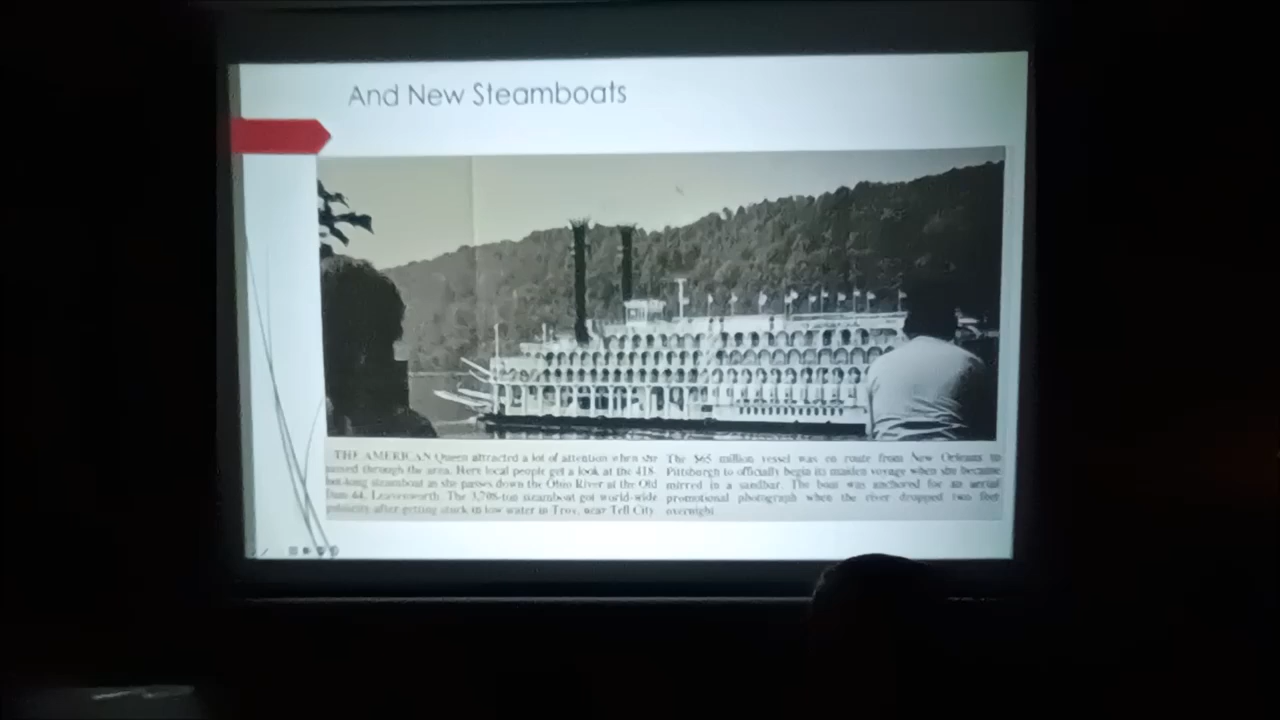 And New Steamboats
THE AMERICAN Queen attracted a lot of attention when she
passed through the area. Here local people get a look at the 418-
foot-long steamboat as she passes down the Ohio River at the Old
Dam 44, Leavenworth. The 3,708-ton steamboat got world-wide
publicity after getting stuck in low water in Troy, near Tell City.
The $65 million vessel was en route from New Orleans to
Pittsburgh to officially begin its maiden voyage when she became
mirred in a sandbar. The boat was anchored for an aerial
promotional photograph when the river dropped two feet
overnight.